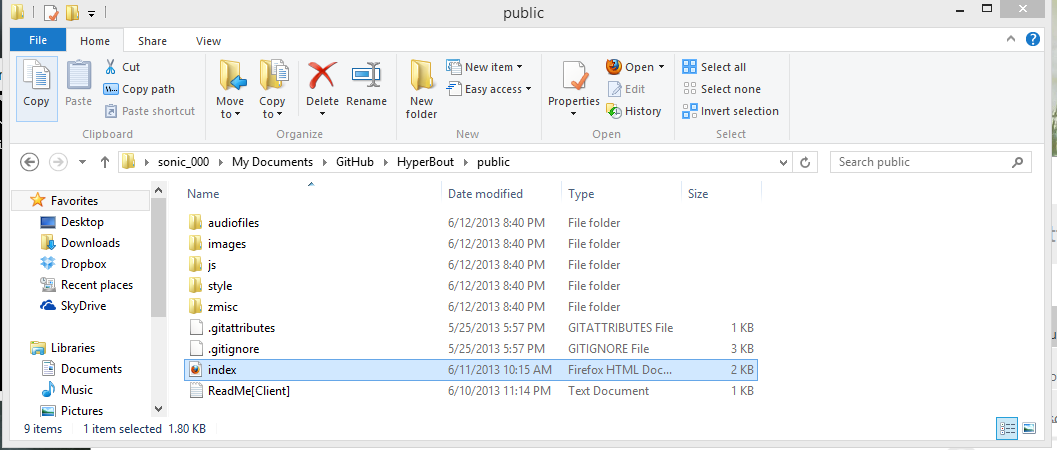 public
File Home Share View
Copy Paste Cut Copy path Paste shortcut Move to Copy to Delete Rename New folder New item Easy access Properties Open Edit History Select all Select none Invert selection
Clipboard Organize New Open Select
sonic_000 My Documents GitHub HyperBout public Search public
Name Date modified Type Size
Favorites
Desktop
Downloads
Dropbox
Recent places
SkyDrive
Libraries
Documents
Music
Pictures
audiofiles 6/12/2013 8:40 PM File folder
images 6/12/2013 8:40 PM File folder
js 6/12/2013 8:40 PM File folder
style 6/12/2013 8:40 PM File folder
zmisc 6/12/2013 8:40 PM File folder
.gitattributes 5/25/2013 5:57 PM GITATTRIBUTES File 1 KB
.gitignore 5/25/2013 5:57 PM GITIGNORE File 3 KB
index 6/11/2013 10:15 AM Firefox HTML Doc... 2 KB
ReadMe[Client] 6/10/2013 11:14 PM Text Document 1 KB
9 items 1 item selected 1.80 KB